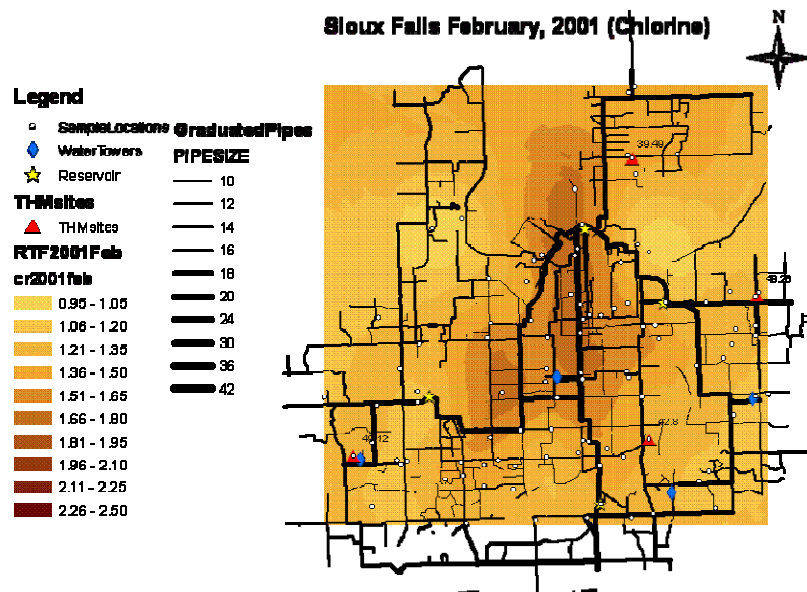 Sioux Falls February, 2001 (Chlorine)
N
Legend
SampleLocations
WaterTowers
Reservoir
THMsites
THMsites
RTF2001Feb
cr2001feb
0.95 - 1.05
1.06 - 1.20
1.21 - 1.35
1.36 - 1.50
1.51 - 1.65
1.66 - 1.80
1.81 - 1.95
1.96 - 2.10
2.11 - 2.25
2.26 - 2.50
GraduatedPipes
PIPESIZE
10
12
14
16
18
20
24
30
36
42
39.49